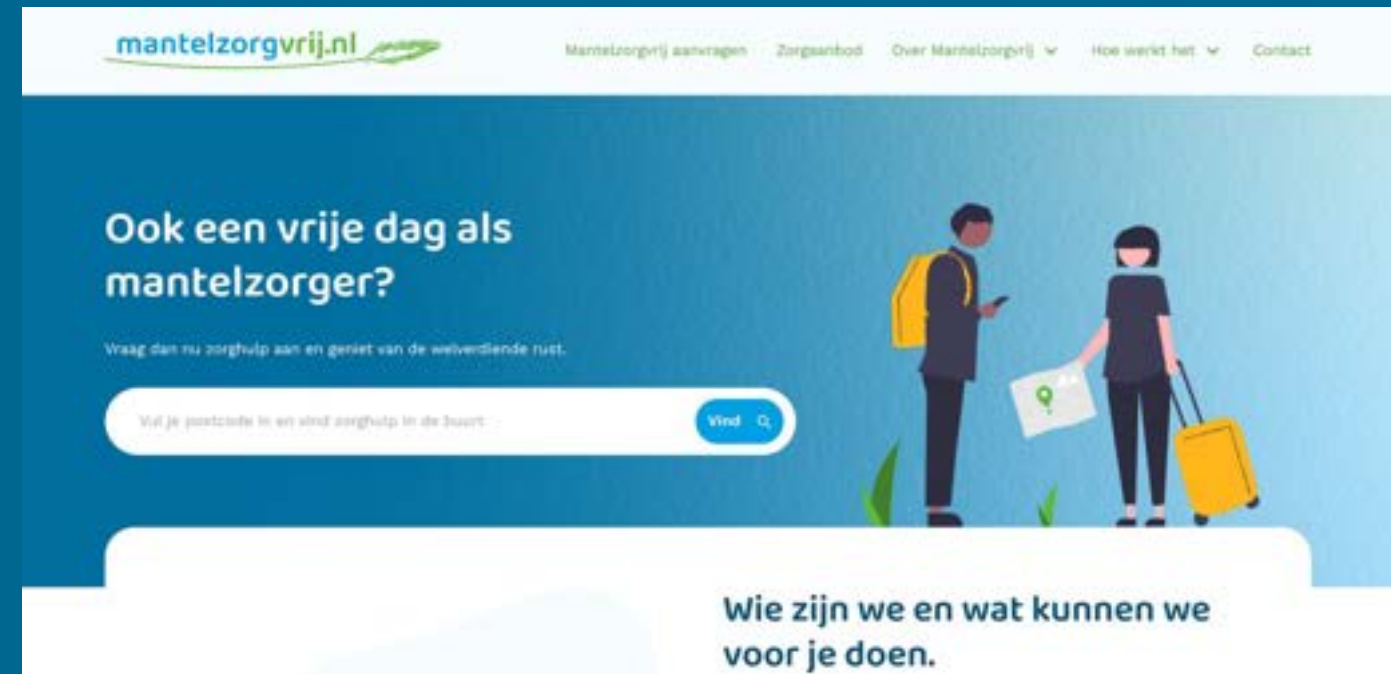 mantelzorgvrij.nl
Mantelzorgvrij aanvragen Zorgaanbod Over Mantelzorgvrij Hoe werkt het Contact
Ook een vrije dag als
mantelzorger?
Vraag dan nu zorghulp aan en geniet van de welverdiende rust.
Vul je postcode in en vind zorghulp in de buurt
Vind
Wie zijn we en wat kunnen we
voor je doen.